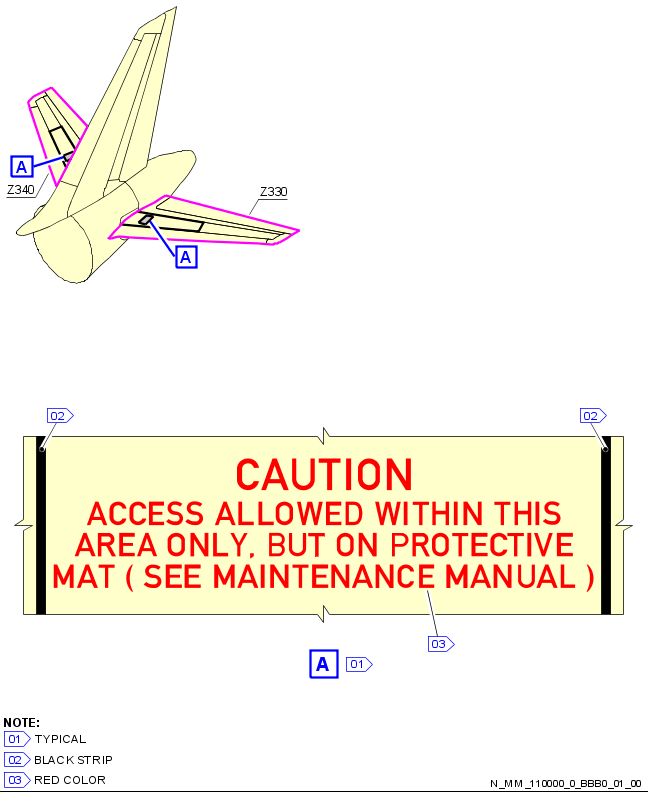 A
Z340
Z330
A
02
02
CAUTION
ACCESS ALLOWED WITHIN THIS
AREA ONLY, BUT ON PROTECTIVE
MAT ( SEE MAINTENANCE MANUAL )
03
A 01
NOTE:
01 TYPICAL
02 BLACK STRIP
03 RED COLOR
N_MM_110000_0_BBB0_01_00